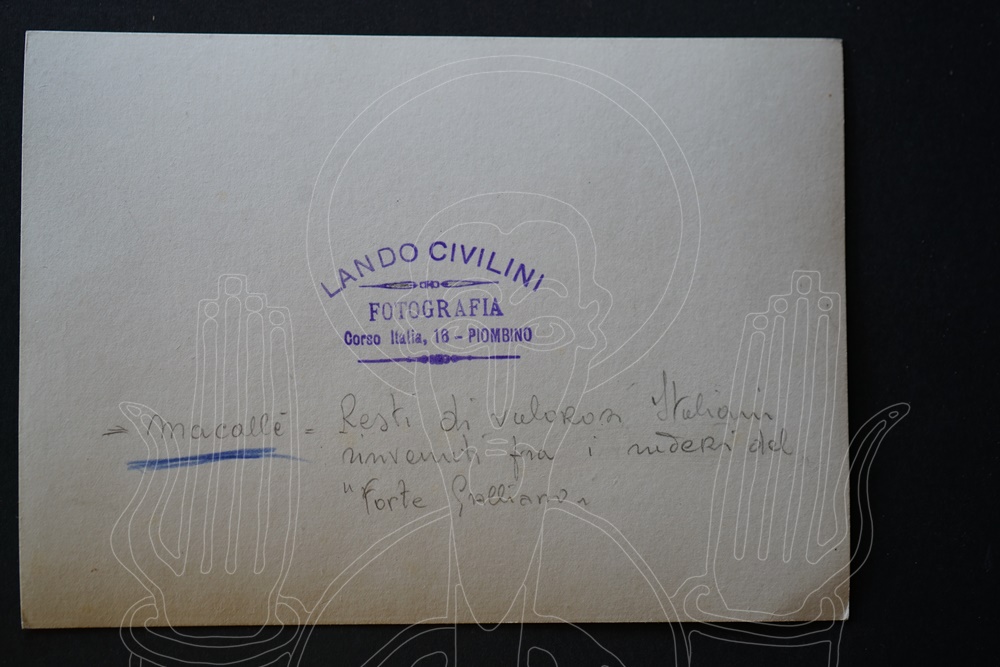 LANDO CIVILINI
FOTOGRAFIA
Corso Italia, 16 - PIOMBINO
Macallè = Resti di valorosi Italiani
rinvenuti fra i ruderi del
"Forte Galliano"